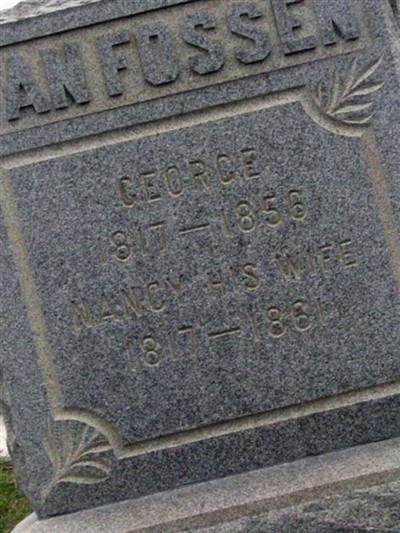 AN FOSSEN
GEORGE
1817—1856
NANCY HIS WIFE
1817—1881